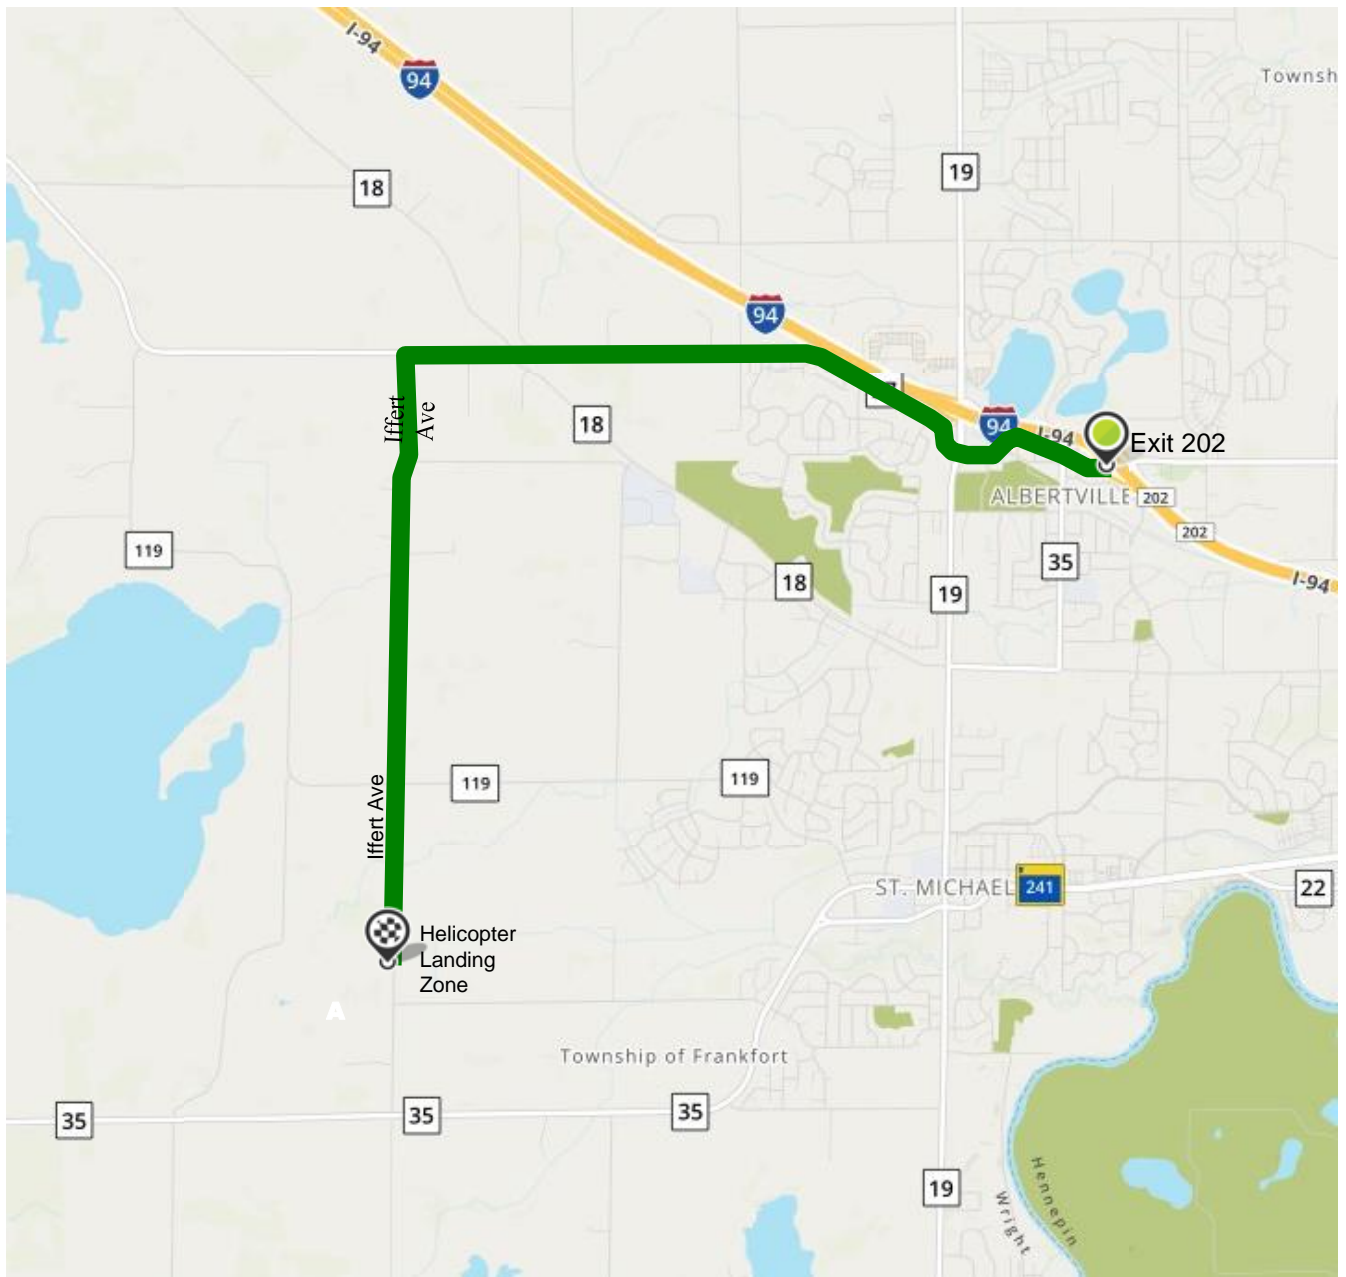 I-94
94
Townsh
18
19
94
Iffert
Ave
18
94
I-94
Exit 202
ALBERTVILLE
202
202
119
18
35
19
I-94
119
119
Iffert Ave
ST. MICHAEL
241
22
Helicopter
Landing
Zone
A
Township of Frankfort
35
35
35
19
Hennepin
Wright